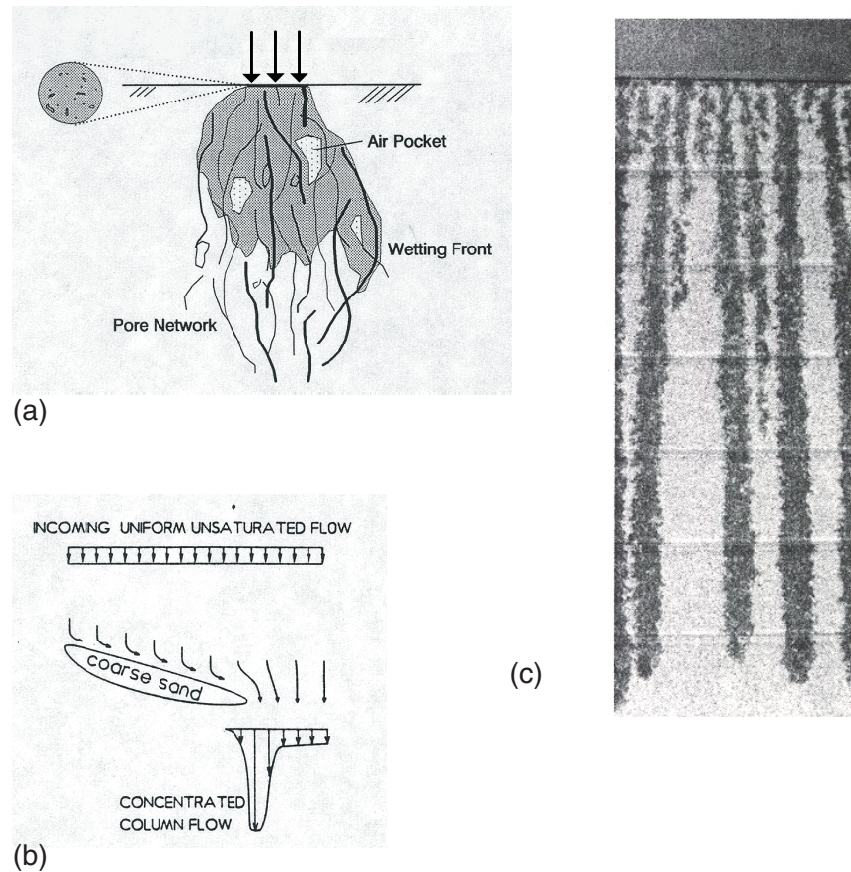 Air Pocket
Wetting Front
Pore Network
(a)
INCOMING UNIFORM UNSATURATED FLOW
coarse sand
CONCENTRATED
COLUMN FLOW
(b)
(c)